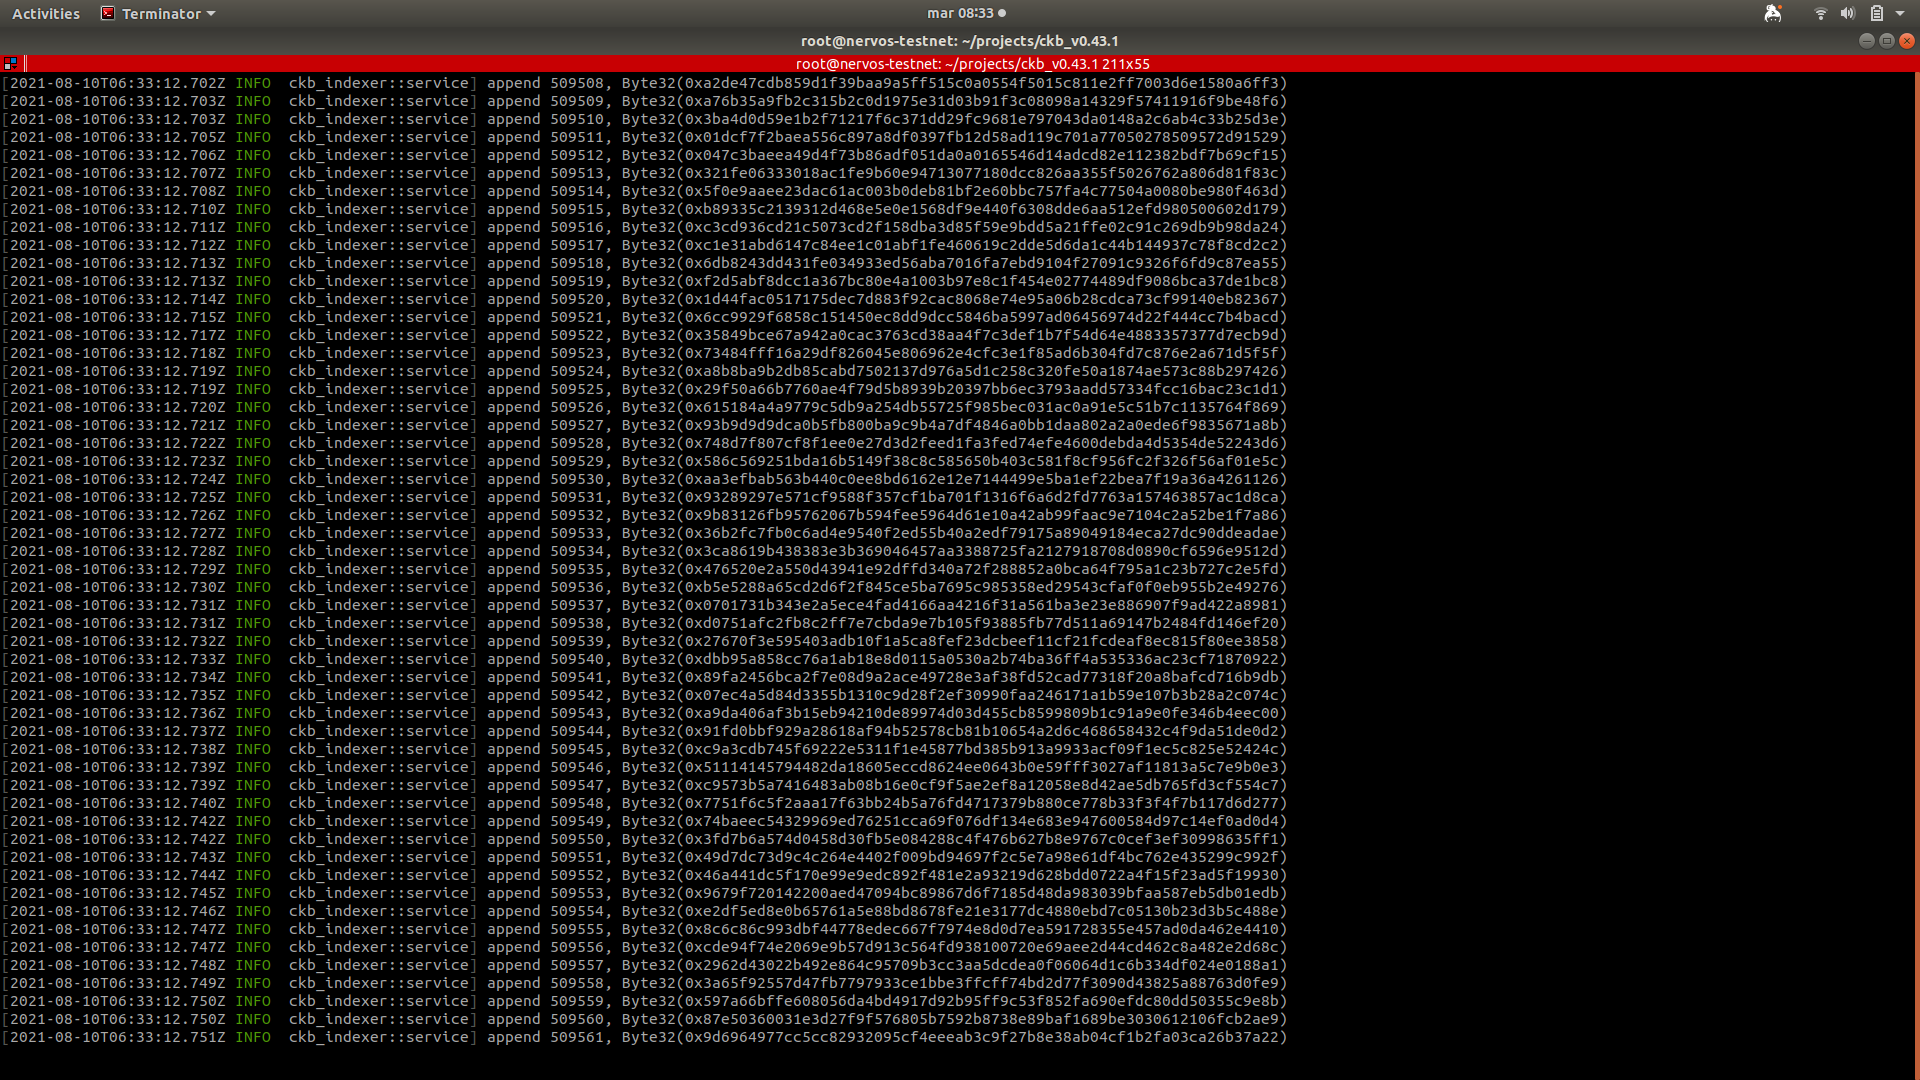 Activities Terminator mar 08:33
root@nervos-testnet: ~/projects/ckb_v0.43.1
root@nervos-testnet: ~/projects/ckb_v0.43.1 211x55
[2021-08-10T06:33:12.702Z INFO  ckb_indexer::service] append 509508, Byte32(0xa2de47cdb859d1f39baa9a5ff515c0a0554f5015c811e2ff7003d6e1580a6ff3)
[2021-08-10T06:33:12.703Z INFO  ckb_indexer::service] append 509509, Byte32(0xa76b35a9fb2c315b2c0d1975e31d03b91f3c08098a14329f57411916f9be48f6)
[2021-08-10T06:33:12.703Z INFO  ckb_indexer::service] append 509510, Byte32(0x3ba4d0d59e1b2f71217f6c371dd29fc9681e797043da0148a2c6ab4c33b25d3e)
[2021-08-10T06:33:12.705Z INFO  ckb_indexer::service] append 509511, Byte32(0x01dcf7f2baea556c897a8df0397fb12d58ad119c701a77050278509572d91529)
[2021-08-10T06:33:12.706Z INFO  ckb_indexer::service] append 509512, Byte32(0x047c3baeea49d4f73b86adf051da0a0165546d14adcd82e112382bdf7b69cf15)
[2021-08-10T06:33:12.707Z INFO  ckb_indexer::service] append 509513, Byte32(0x321fe06333018ac1fe9b60e94713077180dcc826aa355f5026762a806d81f83c)
[2021-08-10T06:33:12.708Z INFO  ckb_indexer::service] append 509514, Byte32(0x5f0e9aaee23dac61ac003b0deb81bf2e60bbc757fa4c77504a0080be980f463d)
[2021-08-10T06:33:12.710Z INFO  ckb_indexer::service] append 509515, Byte32(0xb89335c2139312d468e5e0e1568df9e440f6308dde6aa512efd980500602d179)
[2021-08-10T06:33:12.711Z INFO  ckb_indexer::service] append 509516, Byte32(0xc3cd936cd21c5073cd2f158dba3d85f59e9bdd5a21ffe02c91c269db9b98da24)
[2021-08-10T06:33:12.712Z INFO  ckb_indexer::service] append 509517, Byte32(0xc1e31abd6147c84ee1c01abf1fe460619c2dde5d6da1c44b144937c78f8cd2c2)
[2021-08-10T06:33:12.713Z INFO  ckb_indexer::service] append 509518, Byte32(0x6db8243dd431fe034933ed56aba7016fa7ebd9104f27091c9326f6fd9c87ea55)
[2021-08-10T06:33:12.713Z INFO  ckb_indexer::service] append 509519, Byte32(0xf2d5abf8dcc1a367bc80e4a1003b97e8c1f454e02774489df9086bca37de1bc8)
[2021-08-10T06:33:12.714Z INFO  ckb_indexer::service] append 509520, Byte32(0x1d44fac0517175dec7d883f92cac8068e74e95a06b28cdca73cf99140eb82367)
[2021-08-10T06:33:12.715Z INFO  ckb_indexer::service] append 509521, Byte32(0x6cc9929f6858c151450ec8dd9dcc5846ba5997ad06456974d22f444cc7b4bacd)
[2021-08-10T06:33:12.717Z INFO  ckb_indexer::service] append 509522, Byte32(0x35849bce67a942a0cac3763cd38aa4f7c3def1b7f54d64e4883357377d7ecb9d)
[2021-08-10T06:33:12.718Z INFO  ckb_indexer::service] append 509523, Byte32(0x73484fff16a29df826045e806962e4cfc3e1f85ad6b304fd7c876e2a671d5f5f)
[2021-08-10T06:33:12.719Z INFO  ckb_indexer::service] append 509524, Byte32(0xa8b8ba9b2db85cabd7502137d976a5d1c258c320fe50a1874ae573c88b297426)
[2021-08-10T06:33:12.719Z INFO  ckb_indexer::service] append 509525, Byte32(0x29f50a66b7760ae4f79d5b8939b20397bb6ec3793aadd57334fcc16bac23c1d1)
[2021-08-10T06:33:12.720Z INFO  ckb_indexer::service] append 509526, Byte32(0x615184a4a9779c5db9a254db55725f985bec031ac0a91e5c51b7c1135764f869)
[2021-08-10T06:33:12.721Z INFO  ckb_indexer::service] append 509527, Byte32(0x93b9d9d9dca0b5fb800ba9c9b4a7df4846a0bb1daa802a2a0ede6f9835671a8b)
[2021-08-10T06:33:12.722Z INFO  ckb_indexer::service] append 509528, Byte32(0x748d7f807cf8f1ee0e27d3d2feed1fa3fed74efe4600debda4d5354de52243d6)
[2021-08-10T06:33:12.723Z INFO  ckb_indexer::service] append 509529, Byte32(0x586c569251bda16b5149f38c8c585650b403c581f8cf956fc2f326f56af01e5c)
[2021-08-10T06:33:12.724Z INFO  ckb_indexer::service] append 509530, Byte32(0xaa3efbab563b440c0ee8bd6162e12e7144499e5ba1ef22bea7f19a36a4261126)
[2021-08-10T06:33:12.725Z INFO  ckb_indexer::service] append 509531, Byte32(0x93289297e571cf9588f357cf1ba701f1316f6a6d2fd7763a157463857ac1d8ca)
[2021-08-10T06:33:12.726Z INFO  ckb_indexer::service] append 509532, Byte32(0x9b83126fb95762067b594fee5964d61e10a42ab99faac9e7104c2a52be1f7a86)
[2021-08-10T06:33:12.727Z INFO  ckb_indexer::service] append 509533, Byte32(0x36b2fc7fb0c6ad4e9540f2ed55b40a2edf79175a89049184eca27dc90ddeadae)
[2021-08-10T06:33:12.728Z INFO  ckb_indexer::service] append 509534, Byte32(0x3ca8619b438383e3b369046457aa3388725fa2127918708d0890cf6596e9512d)
[2021-08-10T06:33:12.729Z INFO  ckb_indexer::service] append 509535, Byte32(0x476520e2a550d43941e92dffd340a72f288852a0bca64f795a1c23b727c2e5fd)
[2021-08-10T06:33:12.730Z INFO  ckb_indexer::service] append 509536, Byte32(0xb5e5288a65cd2d6f2f845ce5ba7695c985358ed29543cfaf0f0eb955b2e49276)
[2021-08-10T06:33:12.731Z INFO  ckb_indexer::service] append 509537, Byte32(0x0701731b343e2a5ece4fad4166aa4216f31a561ba3e23e886907f9ad422a8981)
[2021-08-10T06:33:12.731Z INFO  ckb_indexer::service] append 509538, Byte32(0xd0751afc2fb8c2ff7e7cbda9e7b105f93885fb77d511a69147b2484fd146ef20)
[2021-08-10T06:33:12.732Z INFO  ckb_indexer::service] append 509539, Byte32(0x27670f3e595403adb10f1a5ca8fef23dcbeef11cf21fcdeaf8ec815f80ee3858)
[2021-08-10T06:33:12.733Z INFO  ckb_indexer::service] append 509540, Byte32(0xdbb95a858cc76a1ab18e8d0115a0530a2b74ba36ff4a535336ac23cf71870922)
[2021-08-10T06:33:12.734Z INFO  ckb_indexer::service] append 509541, Byte32(0x89fa2456bca2f7e08d9a2ace49728e3af38fd52cad77318f20a8bafcd716b9db)
[2021-08-10T06:33:12.735Z INFO  ckb_indexer::service] append 509542, Byte32(0x07ec4a5d84d3355b1310c9d28f2ef30990faa246171a1b59e107b3b28a2c074c)
[2021-08-10T06:33:12.736Z INFO  ckb_indexer::service] append 509543, Byte32(0xa9da406af3b15eb94210de89974d03d455cb8599809b1c91a9e0fe346b4eec00)
[2021-08-10T06:33:12.737Z INFO  ckb_indexer::service] append 509544, Byte32(0x91fd0bbf929a28618af94b52578cb81b10654a2d6c468658432c4f9da51de0d2)
[2021-08-10T06:33:12.738Z INFO  ckb_indexer::service] append 509545, Byte32(0xc9a3cdb745f69222e5311f1e45877bd385b913a9933acf09f1ec5c825e52424c)
[2021-08-10T06:33:12.739Z INFO  ckb_indexer::service] append 509546, Byte32(0x51114145794482da18605eccd8624ee0643b0e59fff3027af11813a5c7e9b0e3)
[2021-08-10T06:33:12.739Z INFO  ckb_indexer::service] append 509547, Byte32(0xc9573b5a7416483ab08b16e0cf9f5ae2ef8a12058e8d42ae5db765fd3cf554c7)
[2021-08-10T06:33:12.740Z INFO  ckb_indexer::service] append 509548, Byte32(0x7751f6c5f2aaa17f63bb24b5a76fd4717379b880ce778b33f3f4f7b117d6d277)
[2021-08-10T06:33:12.742Z INFO  ckb_indexer::service] append 509549, Byte32(0x74baeec54329969ed76251cca69f076df134e683e947600584d97c14ef0ad0d4)
[2021-08-10T06:33:12.742Z INFO  ckb_indexer::service] append 509550, Byte32(0x3fd7b6a574d0458d30fb5e084288c4f476b627b8e9767c0cef3ef30998635ff1)
[2021-08-10T06:33:12.743Z INFO  ckb_indexer::service] append 509551, Byte32(0x49d7dc73d9c4c264e4402f009bd94697f2c5e7a98e61df4bc762e435299c992f)
[2021-08-10T06:33:12.744Z INFO  ckb_indexer::service] append 509552, Byte32(0x46a441dc5f170e99e9edc892f481e2a93219d628bdd0722a4f15f23ad5f19930)
[2021-08-10T06:33:12.745Z INFO  ckb_indexer::service] append 509553, Byte32(0x9679f720142200aed47094bc89867d6f7185d48da983039bfaa587eb5db01edb)
[2021-08-10T06:33:12.746Z INFO  ckb_indexer::service] append 509554, Byte32(0xe2df5ed8e0b65761a5e88bd8678fe21e3177dc4880ebd7c05130b23d3b5c488e)
[2021-08-10T06:33:12.747Z INFO  ckb_indexer::service] append 509555, Byte32(0x8c6c86c993dbf44778edec667f7974e8d0d7ea591728355e457ad0da462e4410)
[2021-08-10T06:33:12.747Z INFO  ckb_indexer::service] append 509556, Byte32(0xcde94f74e2069e9b57d913c564fd938100720e69aee2d44cd462c8a482e2d68c)
[2021-08-10T06:33:12.748Z INFO  ckb_indexer::service] append 509557, Byte32(0x2962d43022b492e864c95709b3cc3aa5dcdea0f06064d1c6b334df024e0188a1)
[2021-08-10T06:33:12.749Z INFO  ckb_indexer::service] append 509558, Byte32(0x3a65f92557d47fb7797933ce1bbe3ffcff74bd2d77f3090d43825a88763d0fe9)
[2021-08-10T06:33:12.750Z INFO  ckb_indexer::service] append 509559, Byte32(0x597a66bffe608056da4bd4917d92b95ff9c53f852fa690efdc80dd50355c9e8b)
[2021-08-10T06:33:12.750Z INFO  ckb_indexer::service] append 509560, Byte32(0x87e50360031e3d27f9f576805b7592b8738e89baf1689be3030612106fcb2ae9)
[2021-08-10T06:33:12.751Z INFO  ckb_indexer::service] append 509561, Byte32(0x9d6964977cc5cc82932095cf4eeeab3c9f27b8e38ab04cf1b2fa03ca26b37a22)